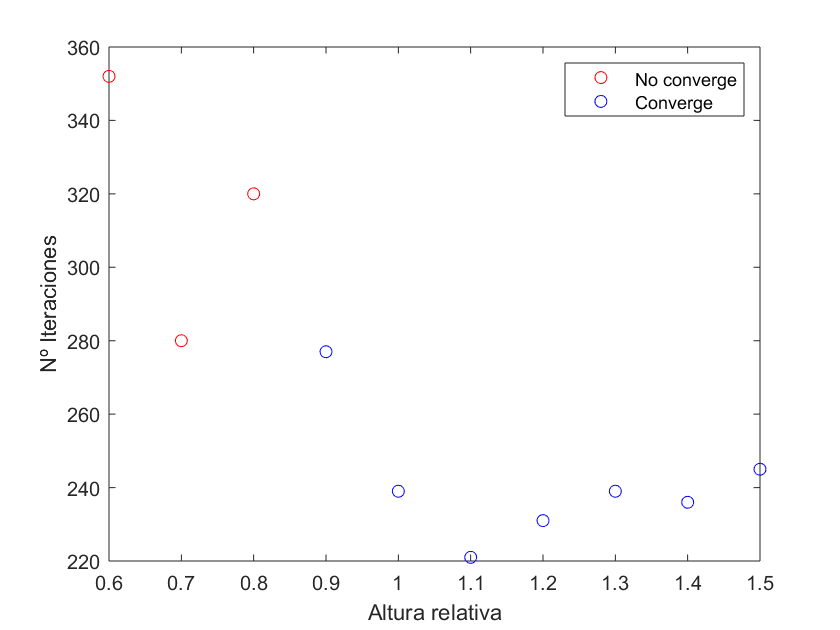 360
340
320
300
280
260
240
220
Nº Iteraciones
No converge
Converge
0.6 0.7 0.8 0.9 1 1.1 1.2 1.3 1.4 1.5
Altura relativa